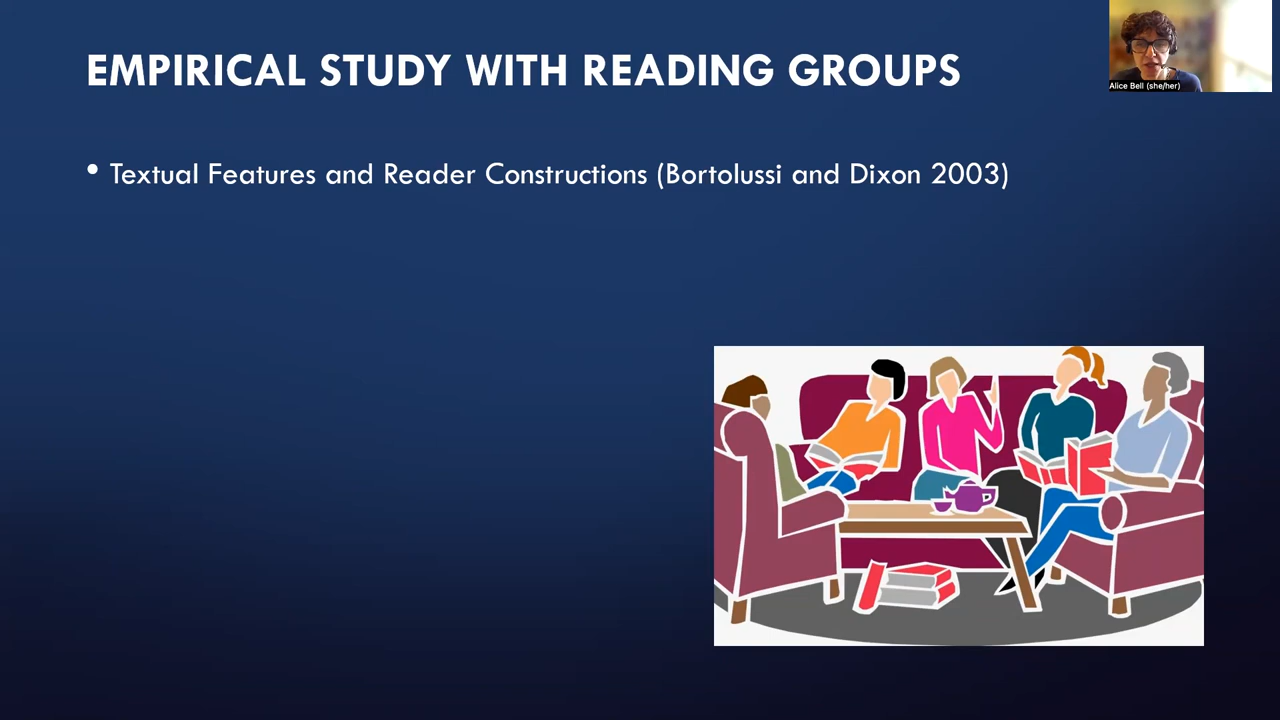 EMPIRICAL STUDY WITH READING GROUPS
Alice Bell (she/her)
• Textual Features and Reader Constructions (Bortolussi and Dixon 2003)